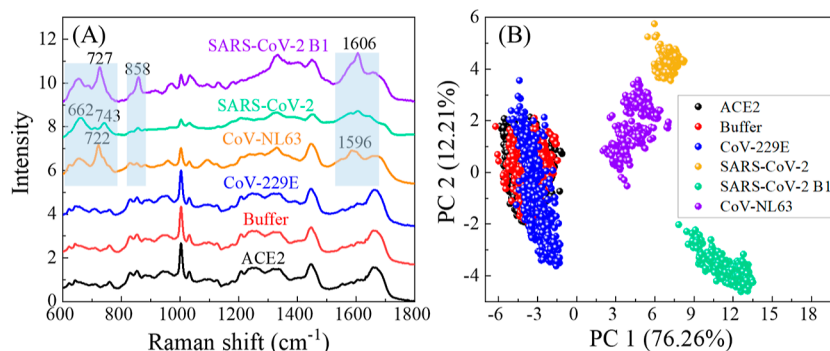 (A)
12
10
8
6
4
2
0
Intensity
727
858
1606
SARS-CoV-2 B1
662
743
SARS-CoV-2
722
CoV-NL63
1596
CoV-229E
Buffer
ACE2
600 800 1000 1200 1400 1600 1800
Raman shift (cm-1)
(B)
6
4
2
0
-2
-4
PC 2 (12.21%)
ACE2
Buffer
CoV-229E
SARS-CoV-2
SARS-CoV-2 B1
CoV-NL63
-6 -3 0 3 6 9 12 15 18
PC 1 (76.26%)